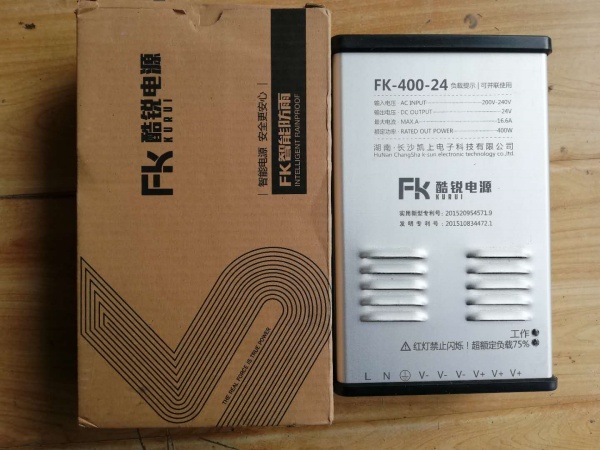 FK 酷锐电源
KURUI
智能电源 安全更安心
FK智能防雨
INTELLIGENT RAINPROOF
THE REAL FORCE IS TRUE POWER
FK-400-24 负载提示 | 可并联使用
输入电压 · AC INPUT 200V-240V
输出电压 · DC OUTPUT 24V
最大电流 · MAX.A 16.6A
额定功率 · RATED OUT POWER 400W
湖南·长沙凯上电子科技有限公司
HuNan ChangSha k-sun electronic technology co.,ltd.
FK 酷锐电源
KURUI
实用新型专利号: 201520954571.9
发明专利号: 201510834472.1
工作
⚠ 红灯禁止闪烁! 超额定负载75%
L N ⏚ V- V- V- V+ V+ V+